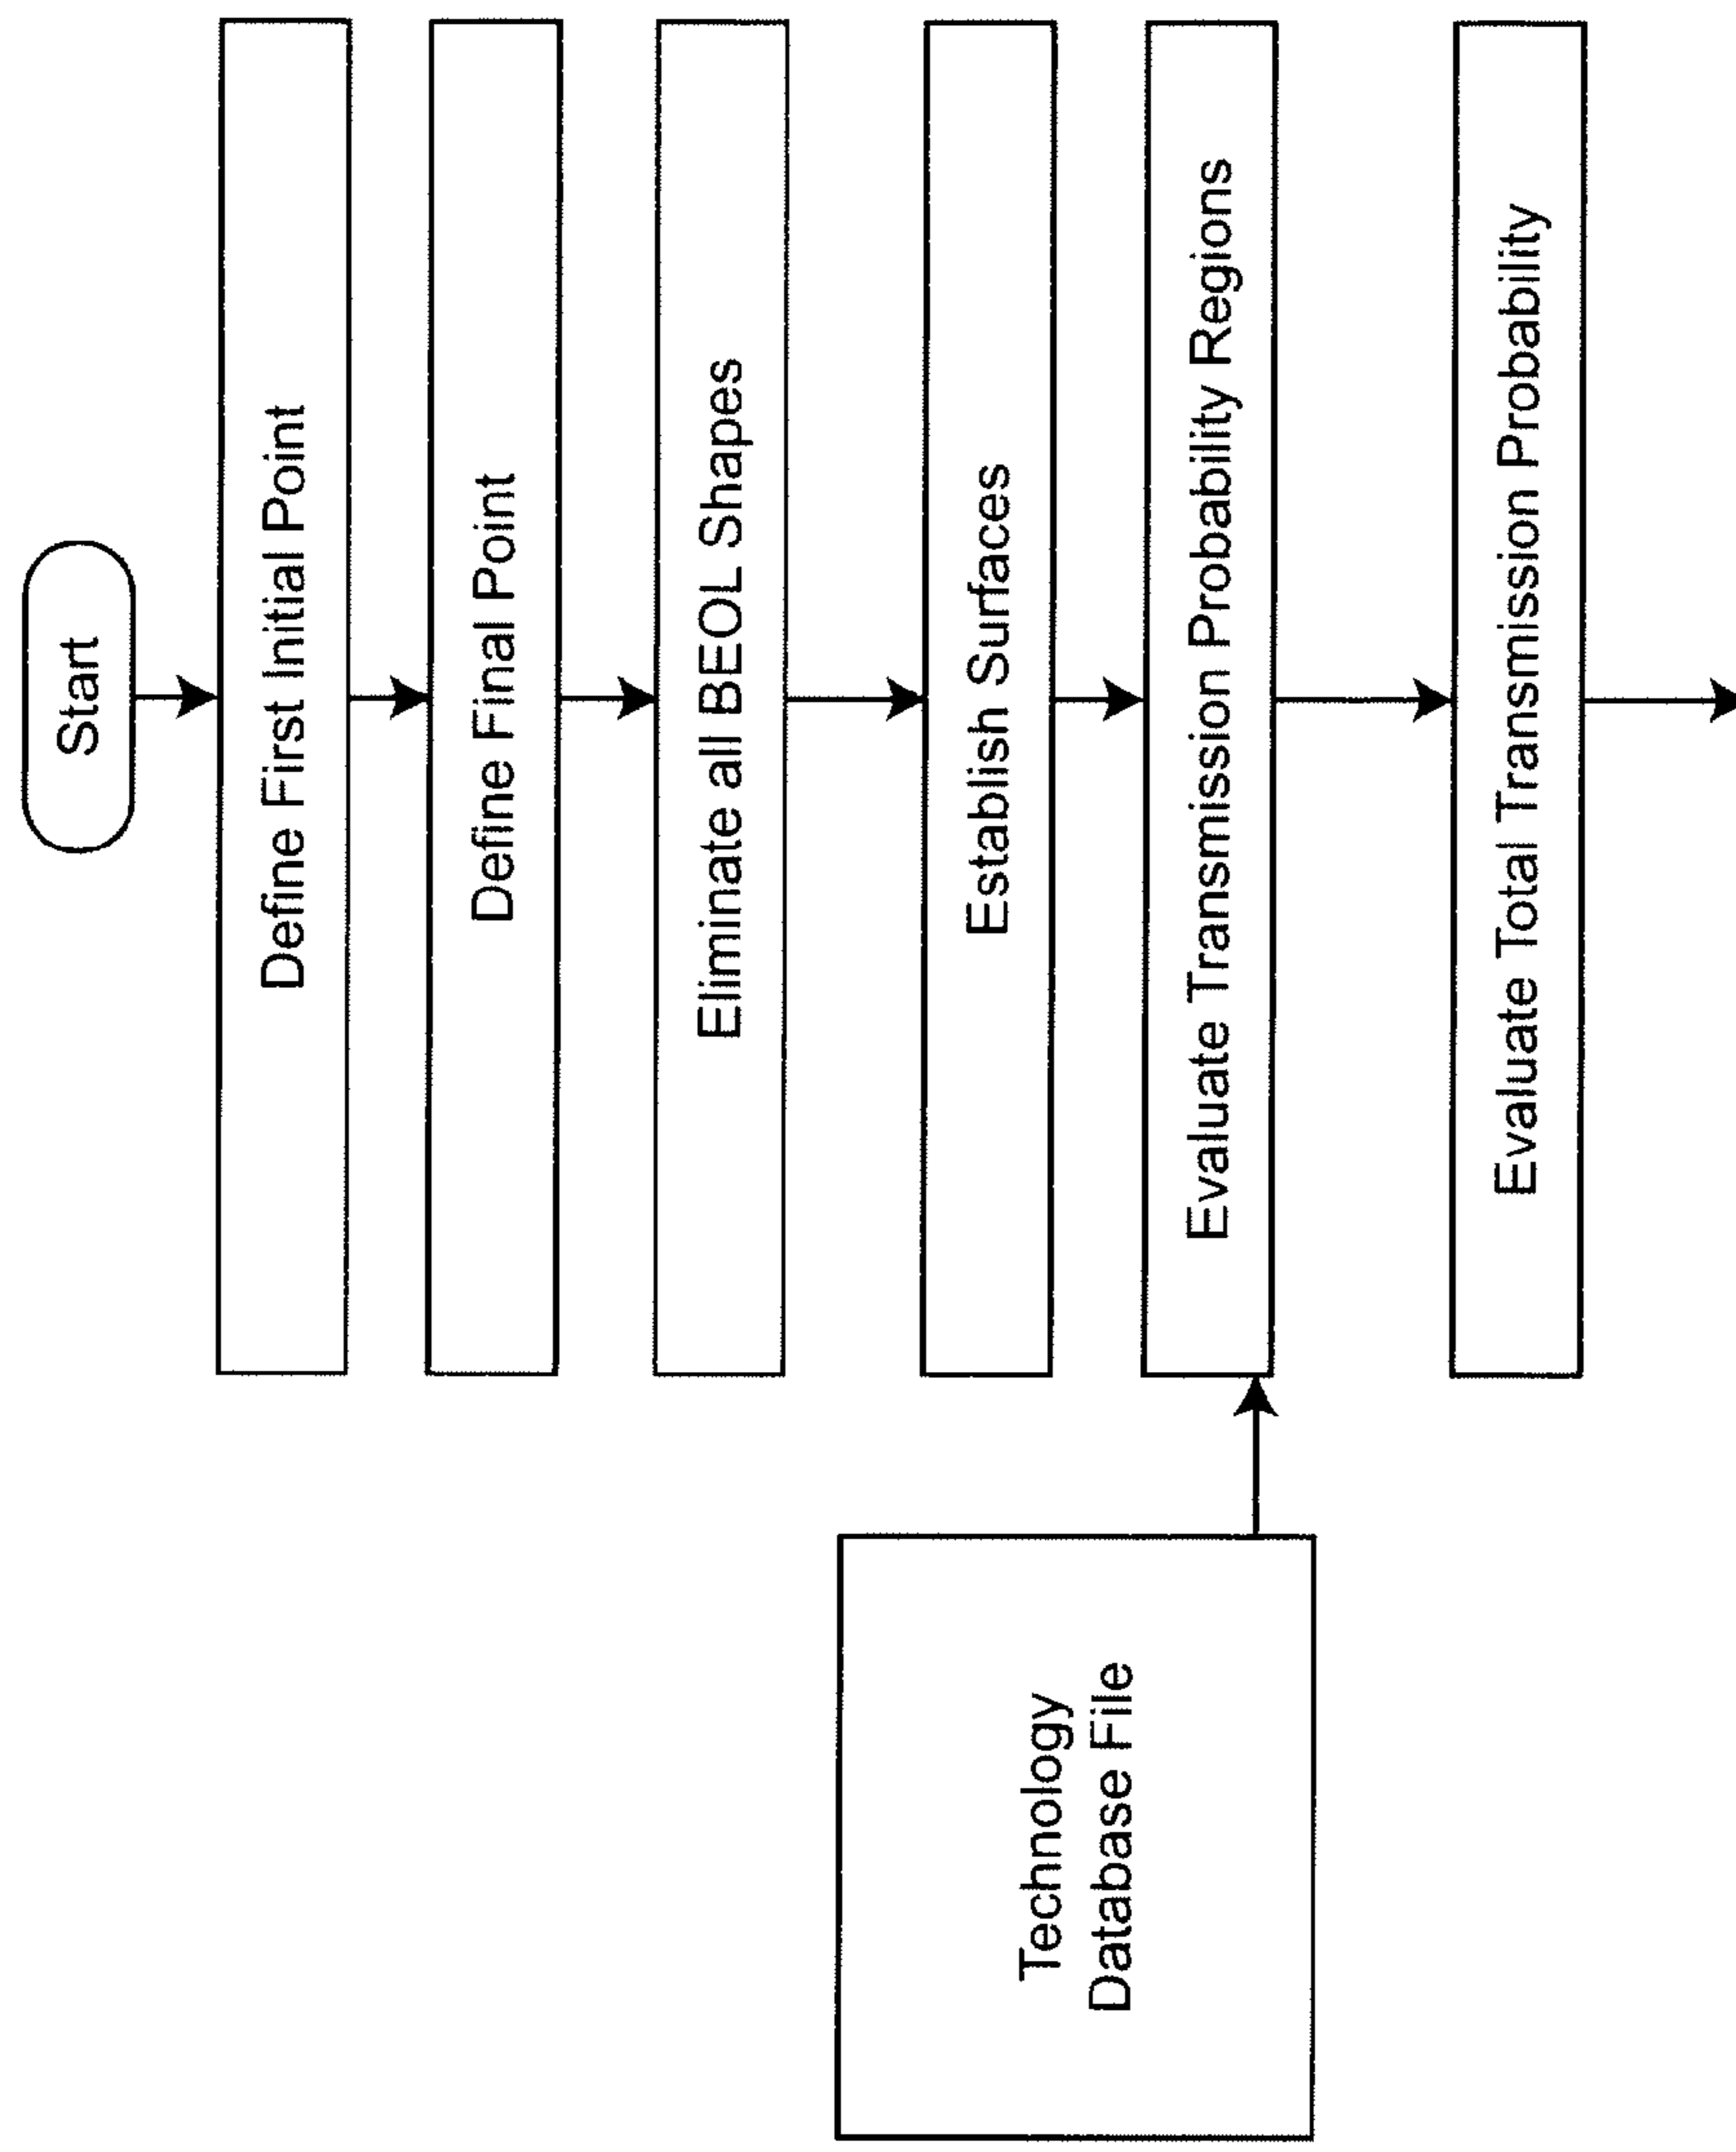 Start
Define First Initial Point
Define Final Point
Eliminate all BEOL Shapes
Establish Surfaces
Technology
Database File
Evaluate Transmission Probability Regions
Evaluate Total Transmission Probability